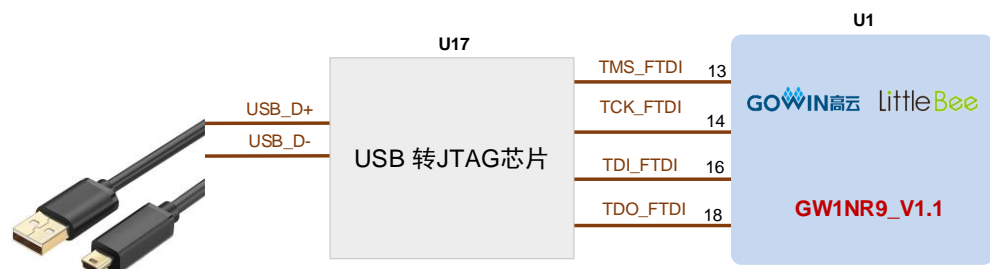 U1
U17
TMS_FTDI 13
GOWIN高云 LittleBee
USB_D+
TCK_FTDI 14
USB_D-
USB 转JTAG芯片
TDI_FTDI 16
TDO_FTDI 18
GW1NR9_V1.1